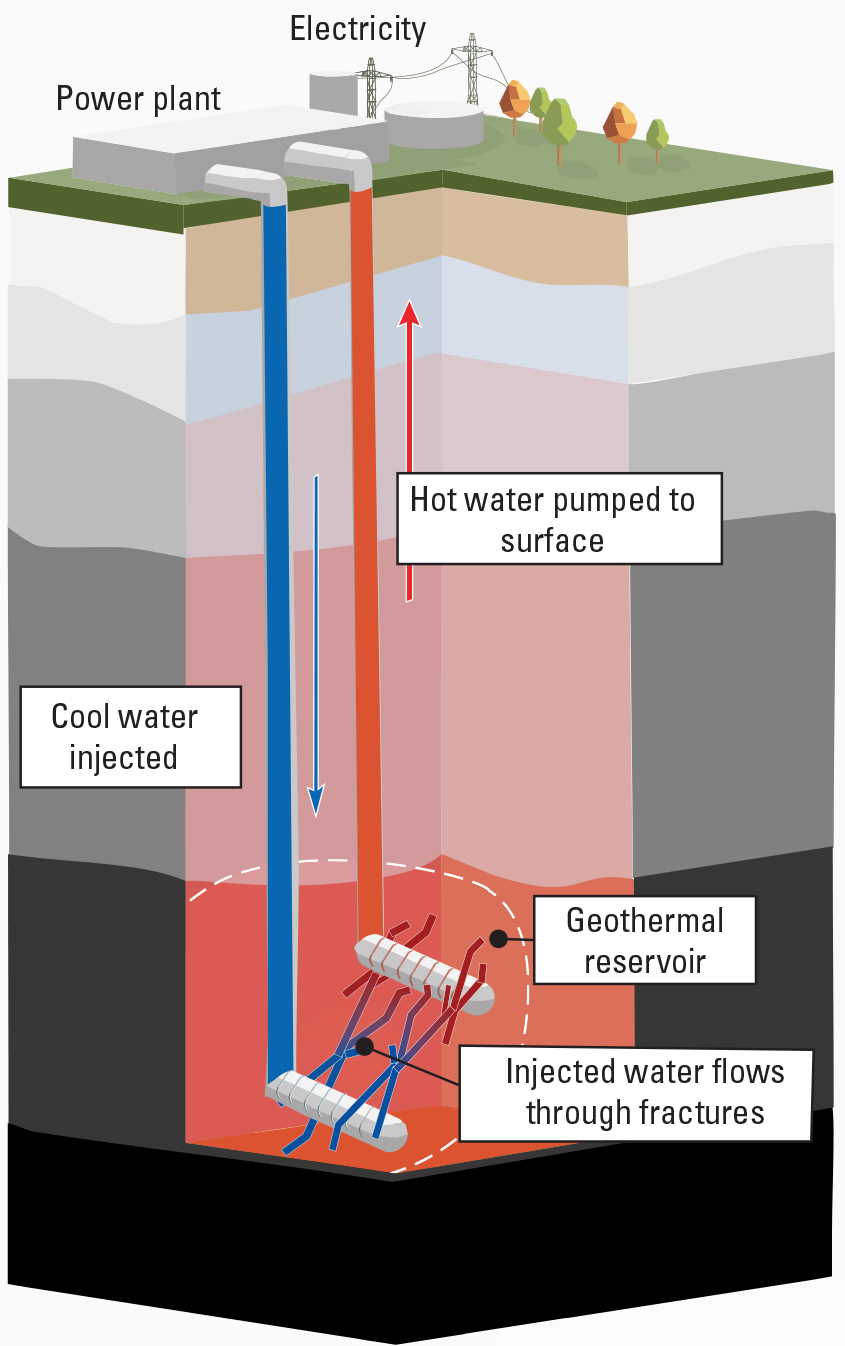 Electricity
Power plant
Hot water pumped to
surface
Cool water
injected
Geothermal
reservoir
Injected water flows
through fractures